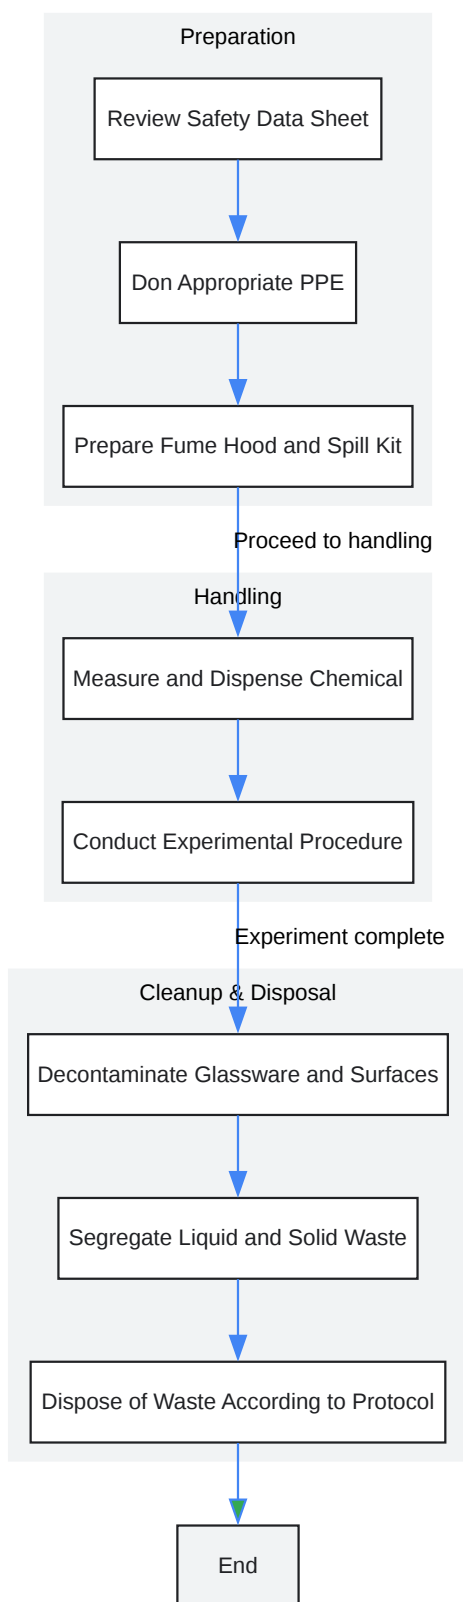 Preparation
Review Safety Data Sheet
Don Appropriate PPE
Prepare Fume Hood and Spill Kit
Proceed to handling
Handling
Measure and Dispense Chemical
Conduct Experimental Procedure
Experiment complete
Cleanup & Disposal
Decontaminate Glassware and Surfaces
Segregate Liquid and Solid Waste
Dispose of Waste According to Protocol
End